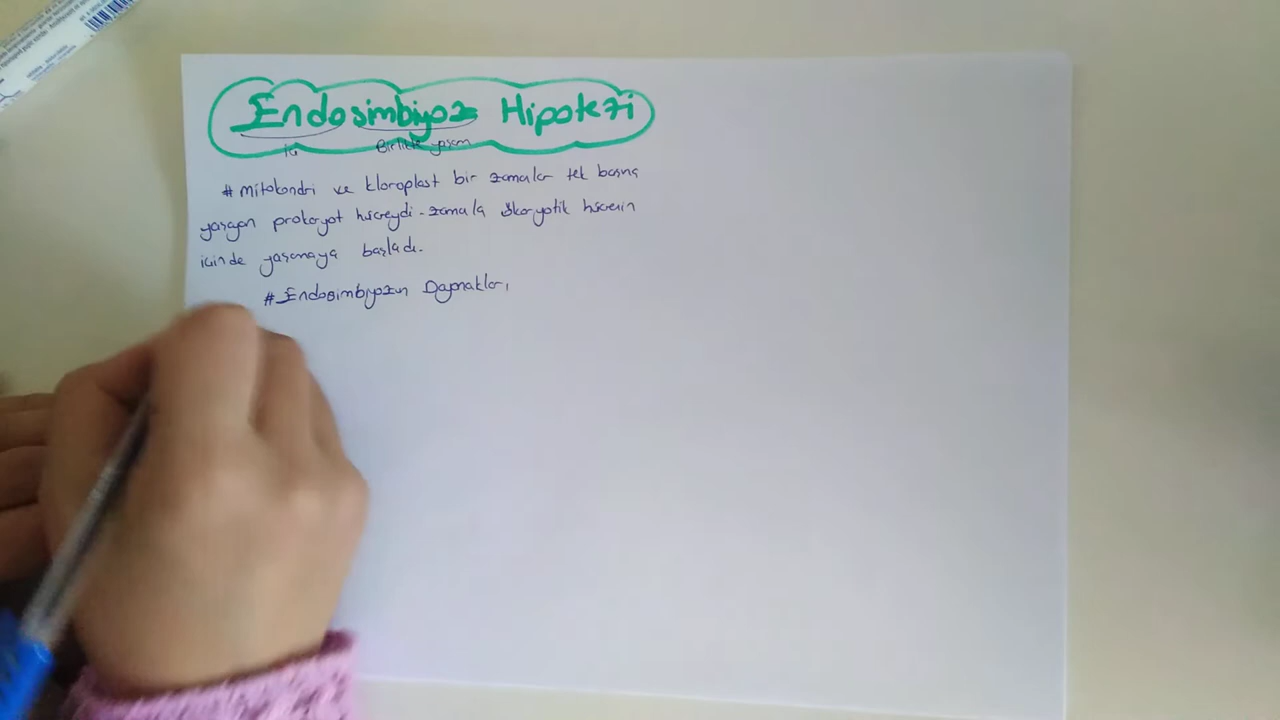 Endosimbiyoz Hipotezi
iç Birlikte yaşam
# Mitokondri ve kloroplast bir zamanlar tek başına
yaşayan prokaryot hücreydi. zamanla ökaryotik hücrenin
içinde yaşamaya başladı.
# Endosimbiyozun Dayanakları